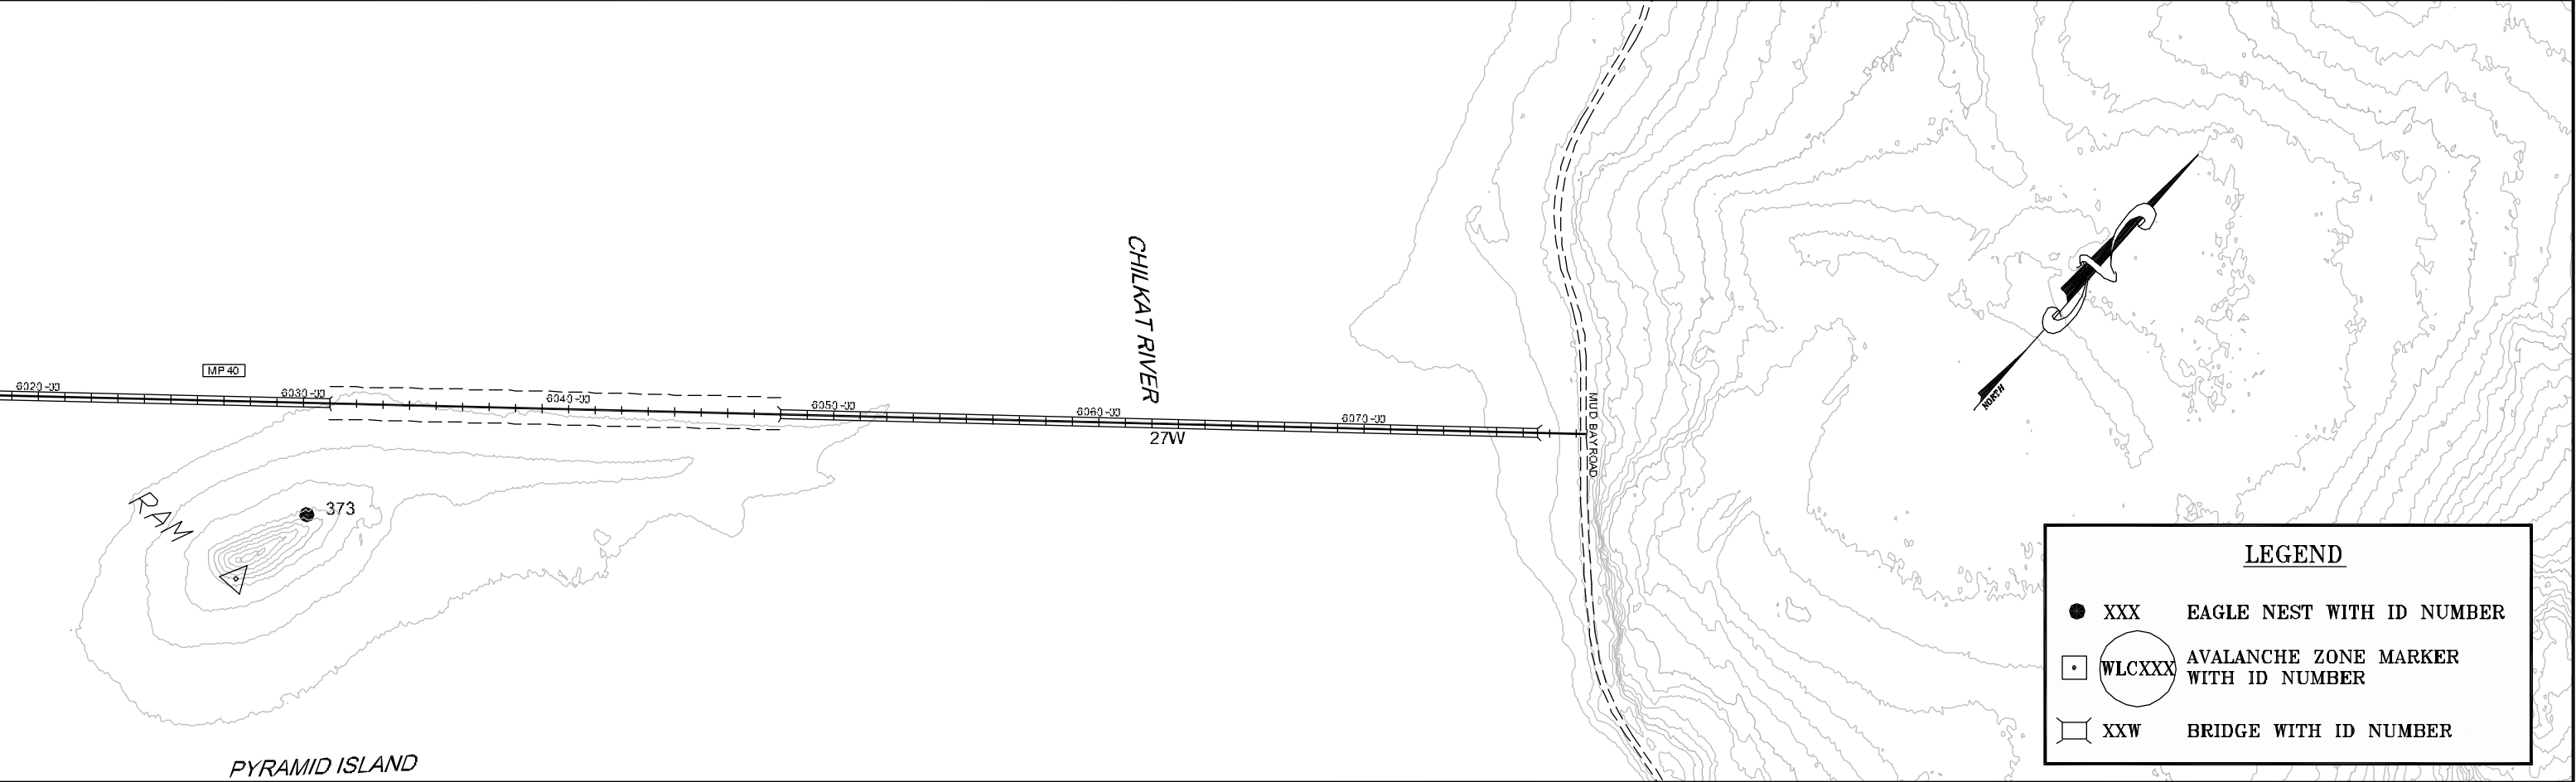 CHILKAT RIVER
MP 40
6020+00
6030+00
6040+00
6050+00
6060+00
6070+00
27W
MUD BAY ROAD
NORTH
RAM
373
PYRAMID ISLAND
LEGEND
XXX EAGLE NEST WITH ID NUMBER
WLCXXX AVALANCHE ZONE MARKER
WITH ID NUMBER
XXW BRIDGE WITH ID NUMBER